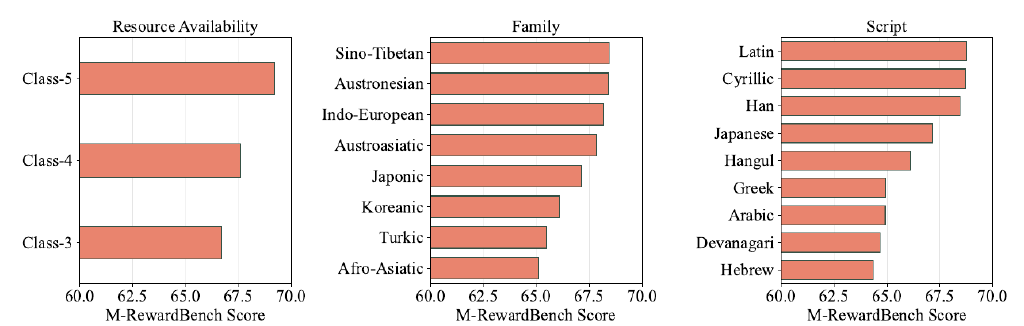 Resource Availability
Class-5
Class-4
Class-3
60.0 62.5 65.0 67.5 70.0
M-RewardBench Score
Family
Sino-Tibetan
Austronesian
Indo-European
Austroasiatic
Japonic
Koreanic
Turkic
Afro-Asiatic
60.0 62.5 65.0 67.5 70.0
M-RewardBench Score
Script
Latin
Cyrillic
Han
Japanese
Hangul
Greek
Arabic
Devanagari
Hebrew
60.0 62.5 65.0 67.5 70.0
M-RewardBench Score